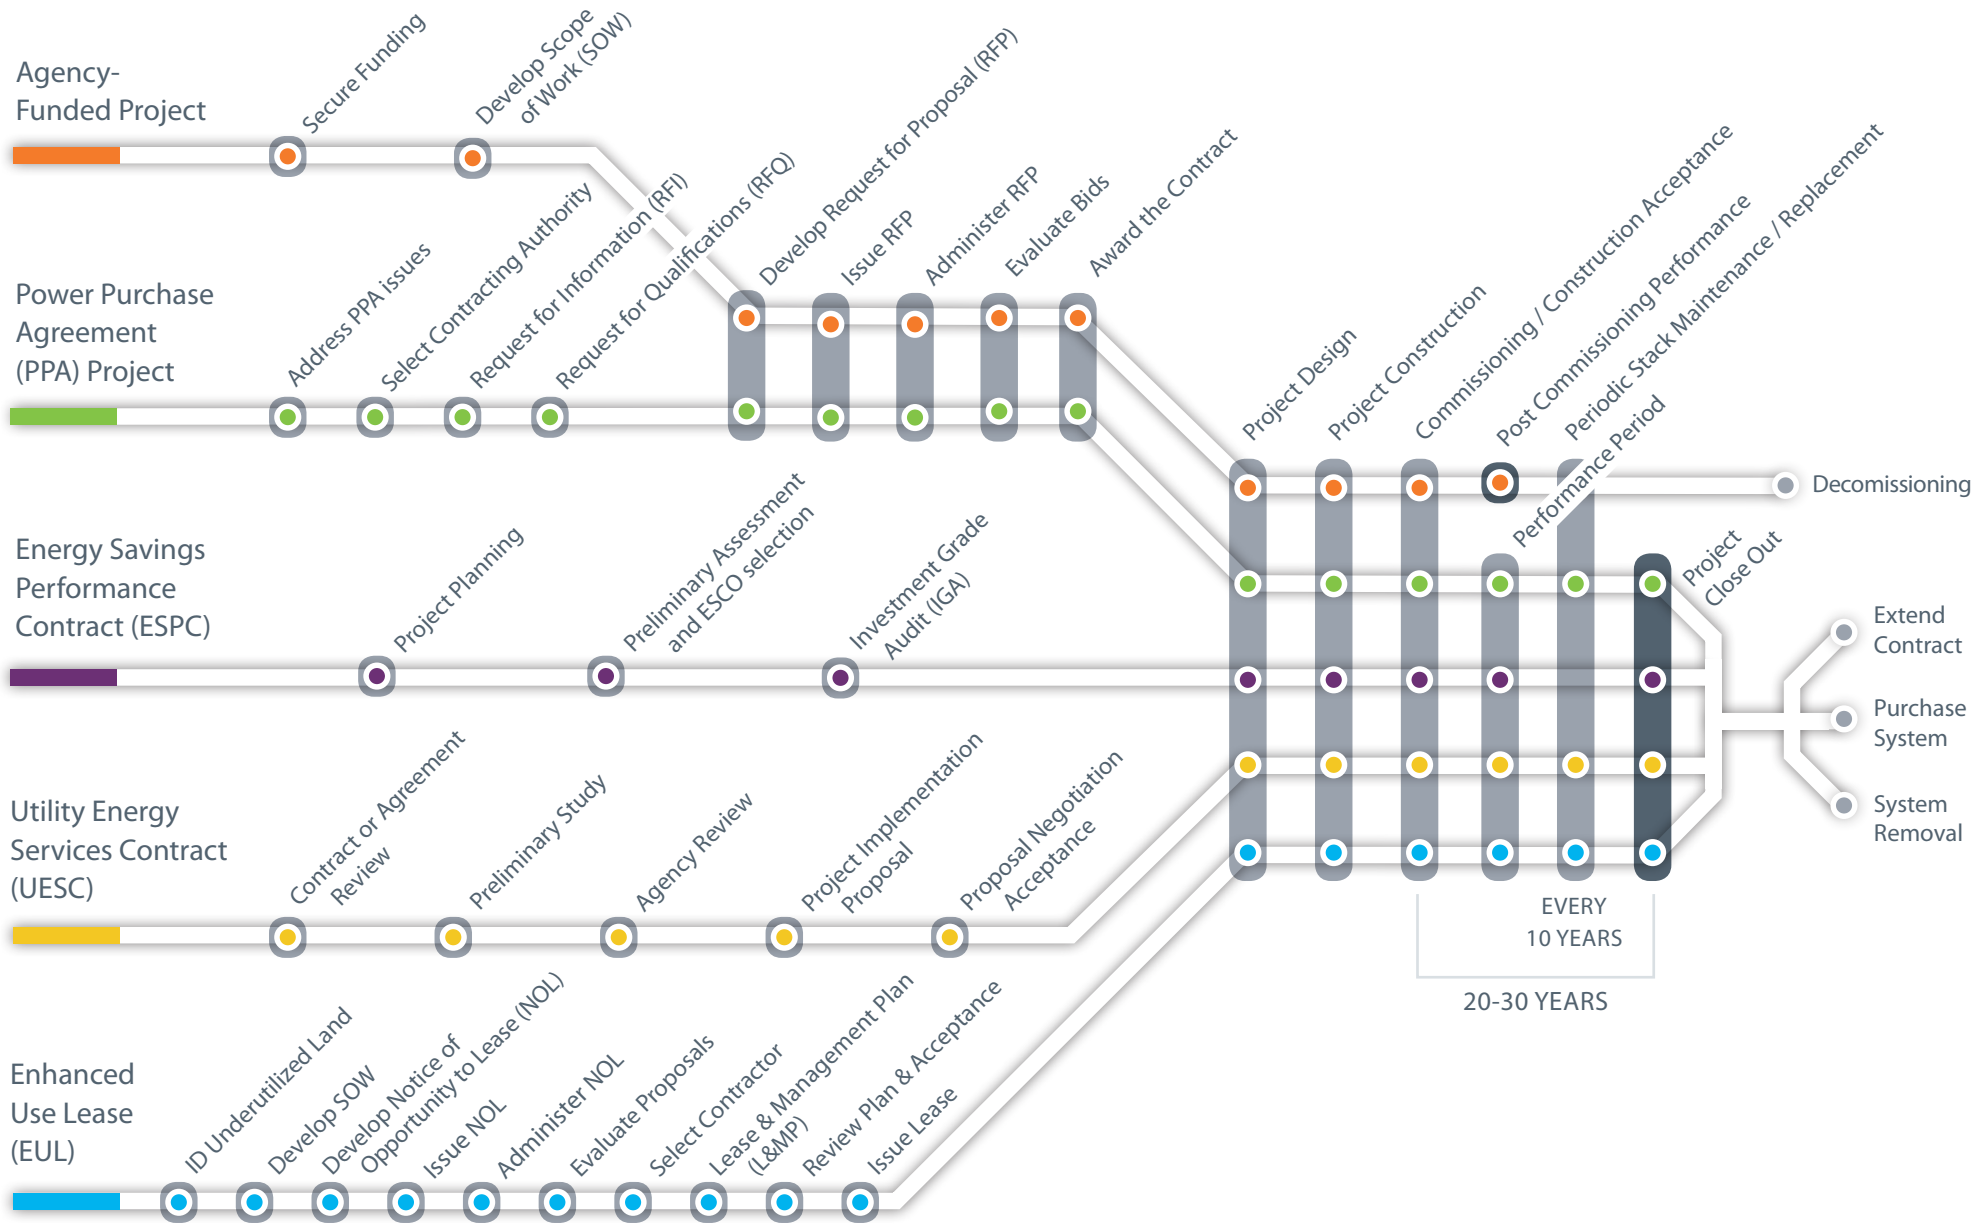 Agency-
Funded Project
Secure Funding
Develop Scope
of Work (SOW)
Power Purchase
Agreement
(PPA) Project
Address PPA issues
Select Contracting Authority
Request for Information (RFI)
Request for Qualifications (RFQ)
Develop Request for Proposal (RFP)
Issue RFP
Administer RFP
Evaluate Bids
Award the Contract
Project Design
Project Construction
Commissioning / Construction Acceptance
Post Commissioning Performance
Periodic Stack Maintenance / Replacement
Performance Period
Decomissioning
Project
Close Out
Extend
Contract
Purchase
System
System
Removal
Energy Savings
Performance
Contract (ESPC)
Project Planning
Preliminary Assessment
and ESCO selection
Investment Grade
Audit (IGA)
Utility Energy
Services Contract
(UESC)
Contract or Agreement
Review
Preliminary Study
Agency Review
Project Implementation
Proposal
Proposal Negotiation
Acceptance
EVERY
10 YEARS
20-30 YEARS
Enhanced
Use Lease
(EUL)
ID Underutilized Land
Develop SOW
Develop Notice of
Opportunity to Lease (NOL)
Issue NOL
Administer NOL
Evaluate Proposals
Select Contractor
Lease & Management Plan
(L&MP)
Review Plan & Acceptance
Issue Lease